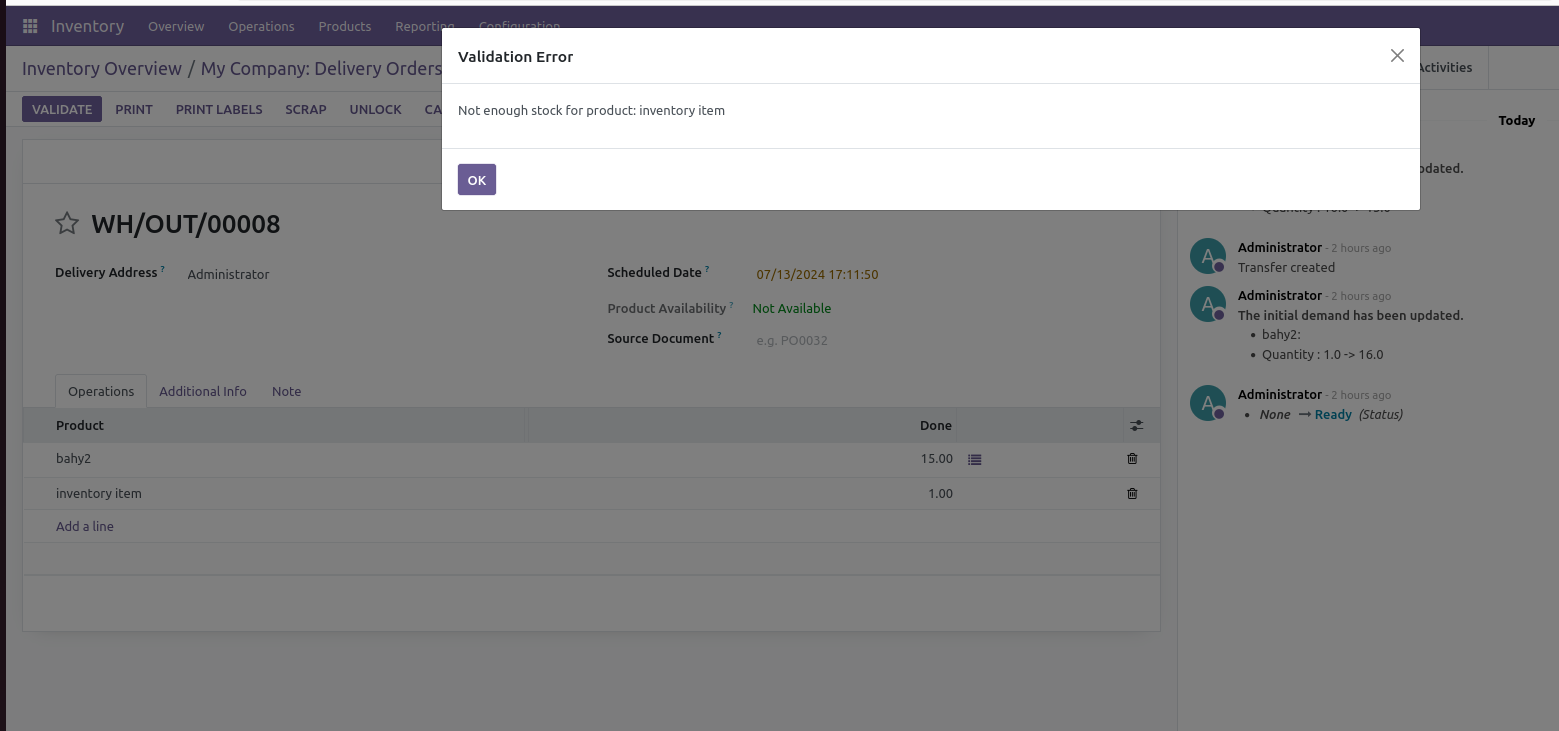 Inventory Overview Operations Products Reporting Configuration
Inventory Overview / My Company: Delivery Orders
Activities
VALIDATE PRINT PRINT LABELS SCRAP UNLOCK
Validation Error
Not enough stock for product: inventory item
OK
WH/OUT/00008
Delivery Address ? Administrator
Scheduled Date ? 07/13/2024 17:11:50
Product Availability ? Not Available
Source Document ? e.g. PO0032
Operations Additional Info Note
Product Done
bahy2 15.00
inventory item 1.00
Add a line
Today
A Administrator - 2 hours ago
Transfer created
A Administrator - 2 hours ago
The initial demand has been updated.
• bahy2:
• Quantity : 1.0 -> 16.0
A Administrator - 2 hours ago
• None → Ready (Status)